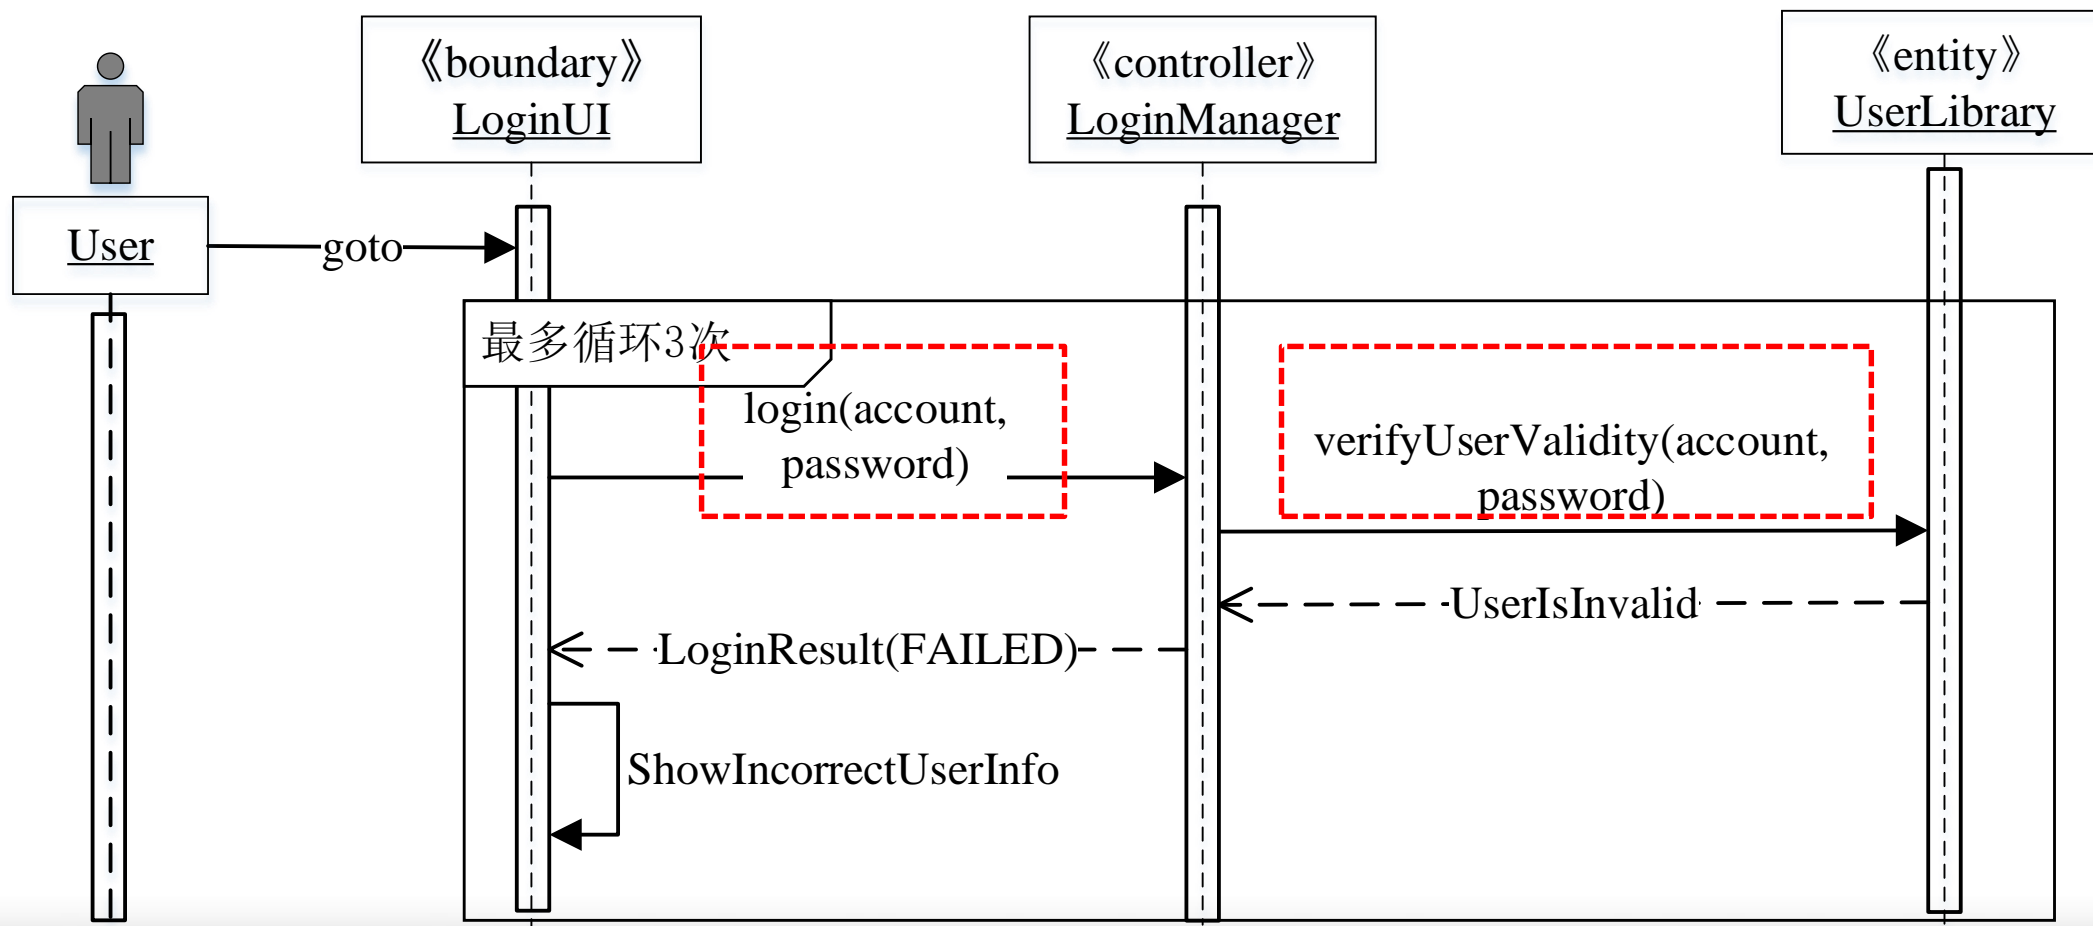 《boundary》
LoginUI
《controller》
LoginManager
《entity》
UserLibrary
User
goto
最多循环3次
login(account,
password)
verifyUserValidity(account,
password)
UserIsInvalid
LoginResult(FAILED)
ShowIncorrectUserInfo